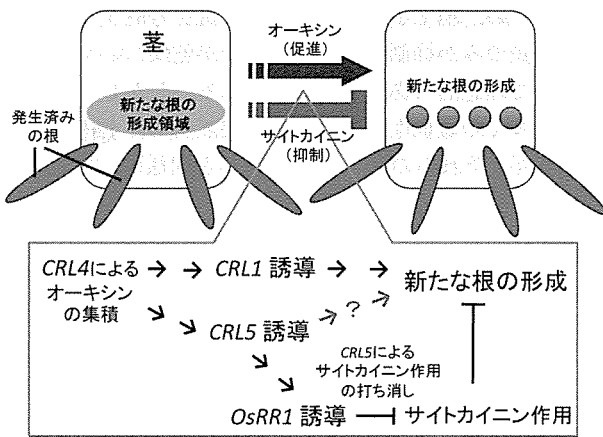 茎
新たな根の
形成領域
発生済み
の根
オーキシン
(促進)
サイトカイニン
(抑制)
新たな根の形成
CRL4による
オーキシン
の集積
CRL1 誘導
新たな根の形成
CRL5 誘導
?
CRL5による
サイトカイニン作用
の打ち消し
OsRR1 誘導
サイトカイニン作用